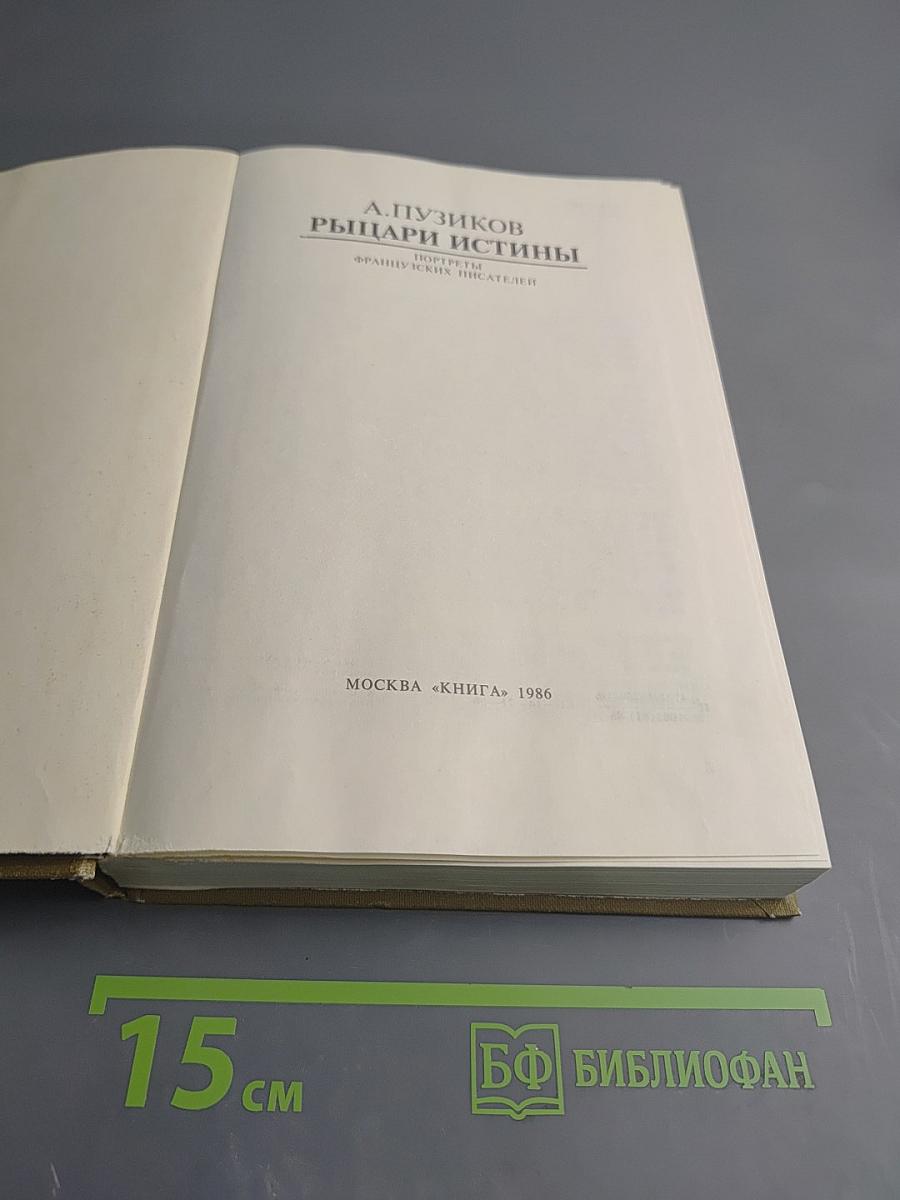 А.ПУЗИКОВ
РЫЦАРИ ИСТИНЫ
ПОРТРЕТЫ
ФРАНЦУЗСКИХ ПИСАТЕЛЕЙ
МОСКВА «КНИГА» 1986
15 см
БФ БИБЛИОФАН